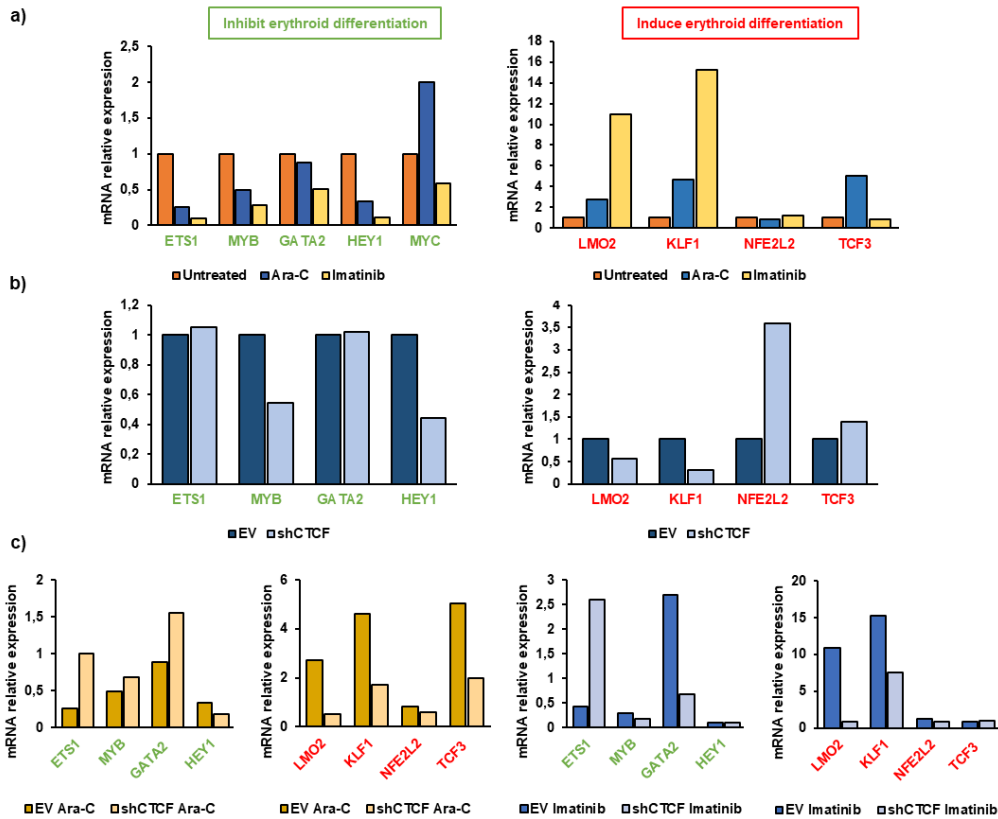 a)
Inhibit erythroid differentiation
Induce erythroid differentiation
mRNA relative expression
2,5
2
1,5
1
0,5
0
ETS1 MYB GATA2 HEY1 MYC
Untreated Ara-C Imatinib
mRNA relative expression
18
16
14
12
10
8
6
4
2
0
LMO2 KLF1 NFE2L2 TCF3
Untreated Ara-C Imatinib
b)
mRNA relative expression
1,2
1
0,8
0,6
0,4
0,2
0
ETS1 MYB GATA2 HEY1
EV shCTCF
mRNA relative expression
4
3,5
3
2,5
2
1,5
1
0,5
0
LMO2 KLF1 NFE2L2 TCF3
EV shCTCF
c)
mRNA relative expression
2
1,5
1
0,5
0
ETS1 MYB GATA2 HEY1
EV Ara-C shCTCF Ara-C
mRNA relative expression
6
4
2
0
LMO2 KLF1 NFE2L2 TCF3
EV Ara-C shCTCF Ara-C
mRNA relative expression
3
2,5
2
1,5
1
0,5
0
ETS1 MYB GATA2 HEY1
EV Imatinib shCTCF Imatinib
mRNA relative expression
20
15
10
5
0
LMO2 KLF1 NFE2L2 TCF3
EV Imatinib shCTCF Imatinib